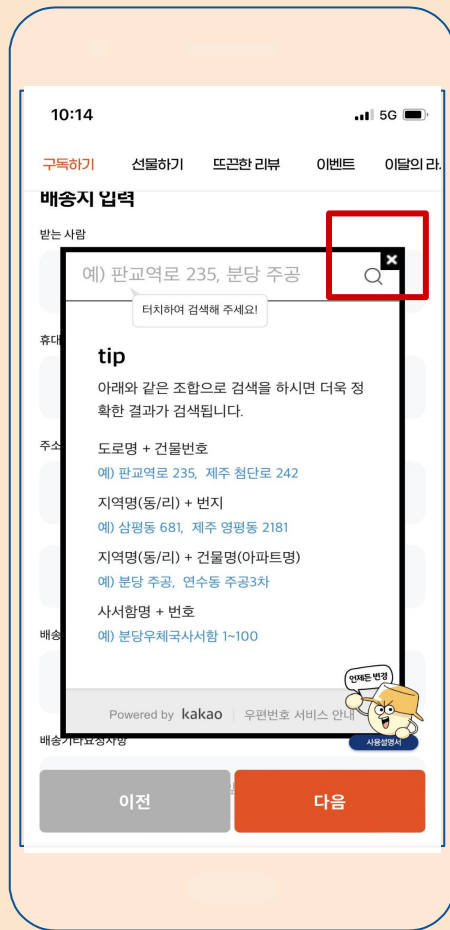 10:14
5G
구독하기 선물하기 뜨끈한 리뷰 이벤트 이달의 라
배송지 입력
받는 사람
예) 판교역로 235, 분당 주공
터치하여 검색해 주세요!
휴대
tip
아래와 같은 조합으로 검색을 하시면 더욱 정
확한 결과가 검색됩니다.
주소
도로명 + 건물번호
예) 판교역로 235, 제주 첨단로 242
지역명(동/리) + 번지
예) 삼평동 681, 제주 영평동 2181
지역명(동/리) + 건물명(아파트명)
예) 분당 주공, 연수동 주공3차
사서함명 + 번호
배송
예) 분당우체국사서함 1~100
언제든 변경
Powered by kakao 우편번호 서비스 안내
배송기타요청사항
사용설명서
이전 다음